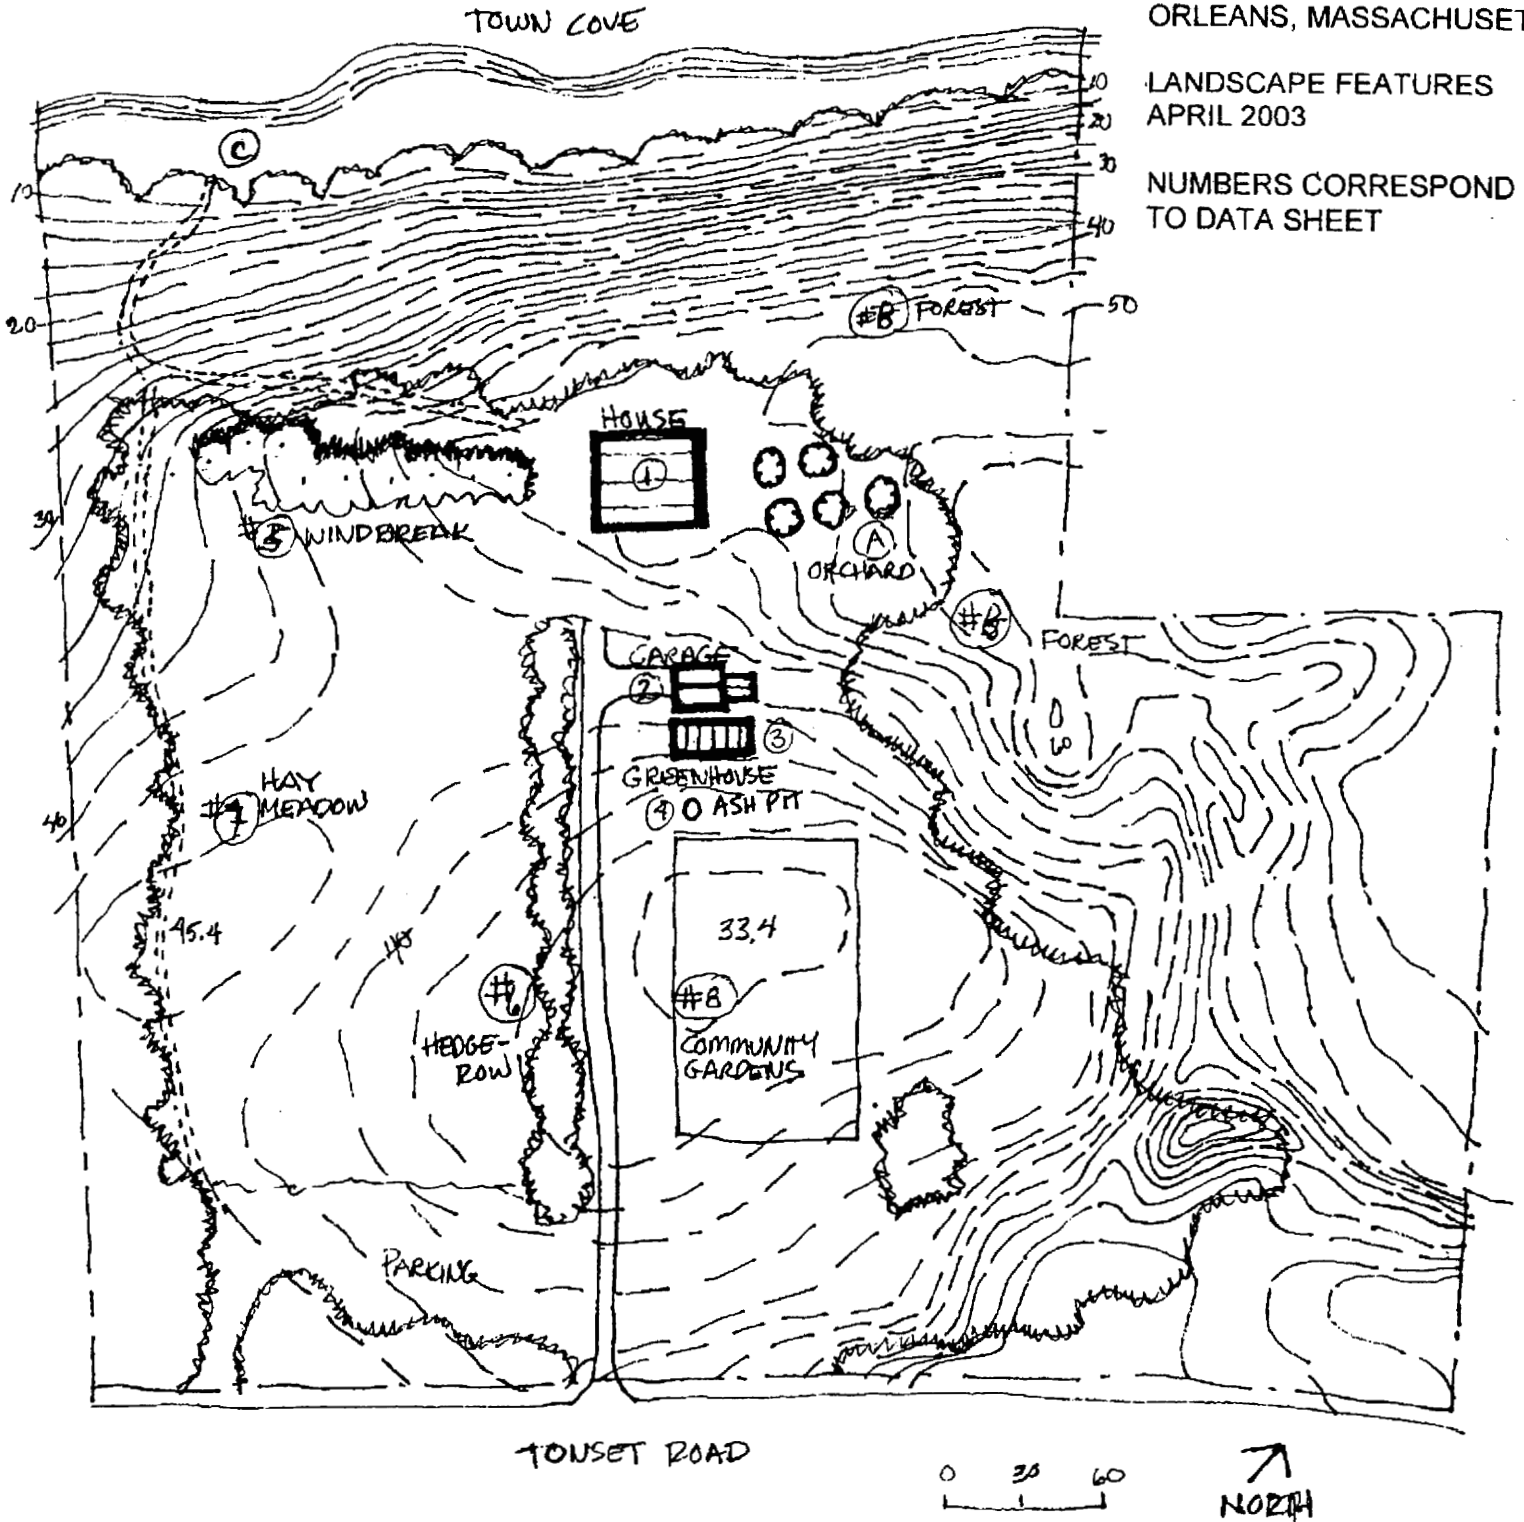 TOWN COVE
ORLEANS, MASSACHUSET
LANDSCAPE FEATURES
APRIL 2003
NUMBERS CORRESPOND
TO DATA SHEET
10
20
30
40
50
C
10
20
30
40
#B FOREST
HOUSE
1
#5 WINDBREAK
A
ORCHARD
#B
FOREST
60
GARAGE
2
3
GREENHOUSE
4 ASH PIT
HAY
#7 MEADOW
45.4
40
33.4
#6
HEDGE-
ROW
#8
COMMUNITY
GARDENS
PARKING
TONSET ROAD
0 30 60
NORTH